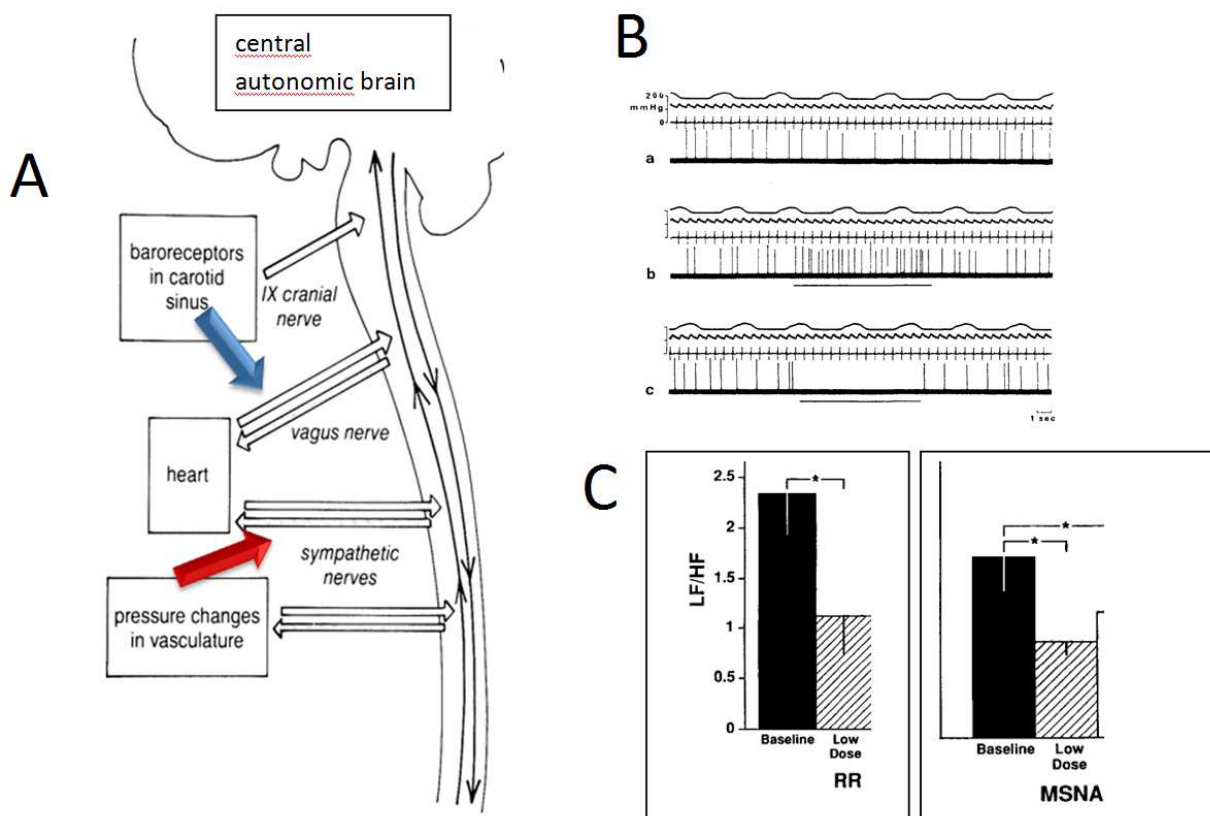 central
autonomic brain
A
baroreceptors
in carotid
sinus
IX cranial
nerve
vagus nerve
heart
sympathetic
nerves
pressure changes
in vasculature
B
200
mmHg
0
a
b
c
1 sec
C
LF/HF
2.5
2
1.5
1
0.5
0
*
Baseline
Low
Dose
RR
*
*
Baseline
Low
Dose
MSNA